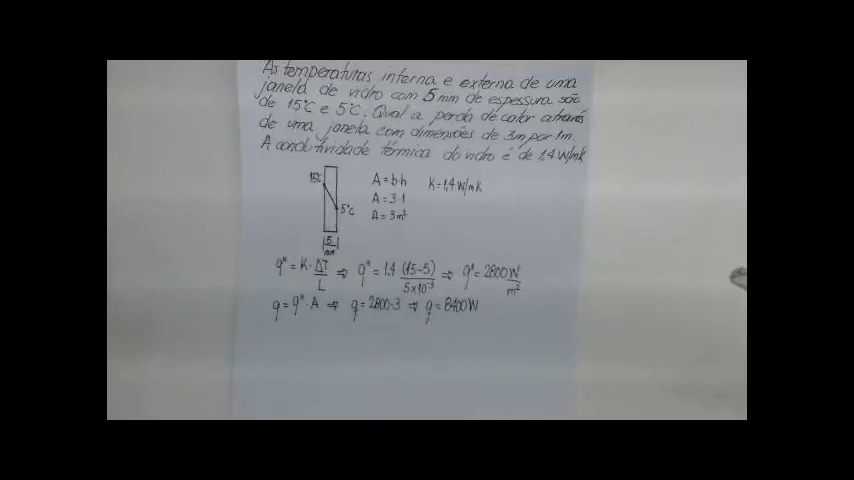 As temperaturas interna e externa de uma
janela de vidro com 5mm de espessura são
de 15°C e 5°C. Qual a perda de calor através
de uma janela com dimensões de 3m por 1m.
A condutividade térmica do vidro é de 1,4 W/mk
15°C
5°C
5
mm
A = b·h K = 1,4 W/mk
A = 3·1
A = 3m²
q" = K·ΔT/L ⇒ q" = 1,4 (15-5)/5x10⁻³ ⇒ q" = 2800 W/m²
q = q"·A ⇒ q = 2800·3 ⇒ q = 8400W